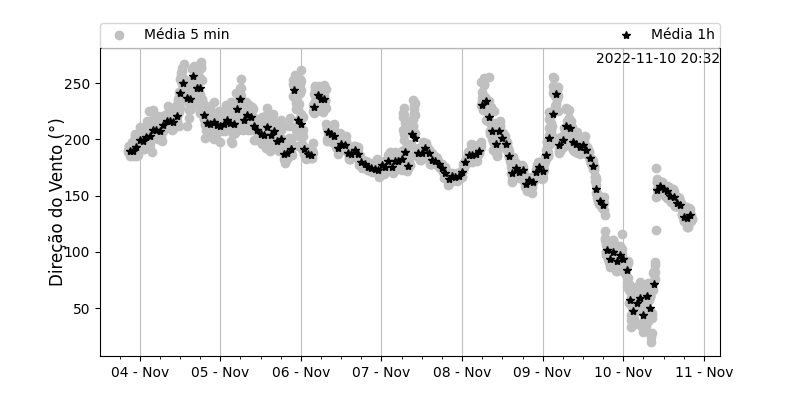 Média 5 min
Média 1h
2022-11-10 20:32
Direção do Vento (°)
250
200
150
100
50
04 - Nov
05 - Nov
06 - Nov
07 - Nov
08 - Nov
09 - Nov
10 - Nov
11 - Nov